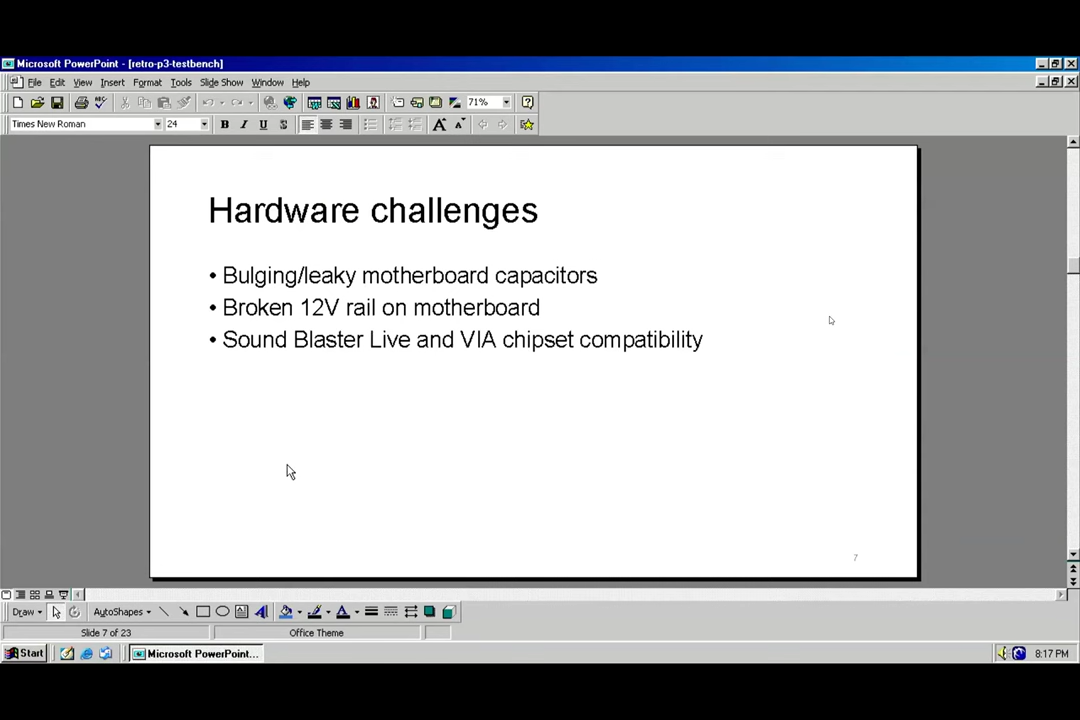 Microsoft PowerPoint - [retro-p3-testbench]
File Edit View Insert Format Tools Slide Show Window Help
71%
Times New Roman 24 B I U S A A
Hardware challenges
• Bulging/leaky motherboard capacitors
• Broken 12V rail on motherboard
• Sound Blaster Live and VIA chipset compatibility
7
Draw AutoShapes
Slide 7 of 23 Office Theme
Start Microsoft PowerPoint... 8:17 PM